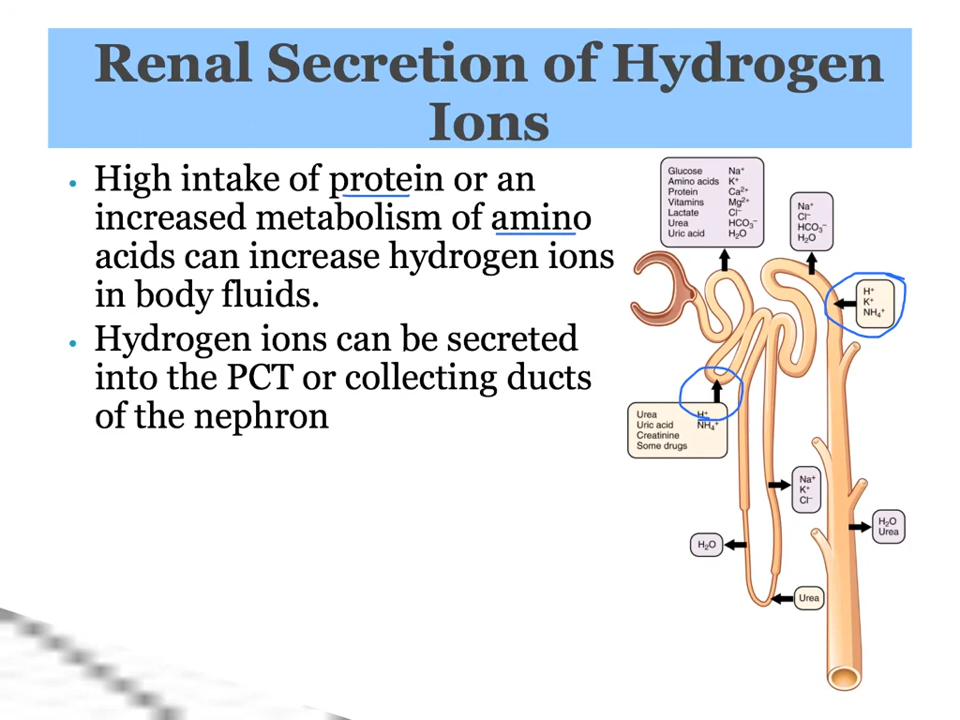 Renal Secretion of Hydrogen
Ions
• High intake of protein or an
increased metabolism of amino
acids can increase hydrogen ions
in body fluids.
• Hydrogen ions can be secreted
into the PCT or collecting ducts
of the nephron
Glucose Na⁺
Amino acids K⁺
Protein Ca²⁺
Vitamins Mg²⁺
Lactate Cl⁻
Urea HCO₃⁻
Uric acid H₂O
Na⁺
Cl⁻
HCO₃⁻
H₂O
H⁺
K⁺
NH₄⁺
Urea H⁺
Uric acid NH₄⁺
Creatinine
Some drugs
Na⁺
K⁺
Cl⁻
H₂O
Urea
H₂O
Urea